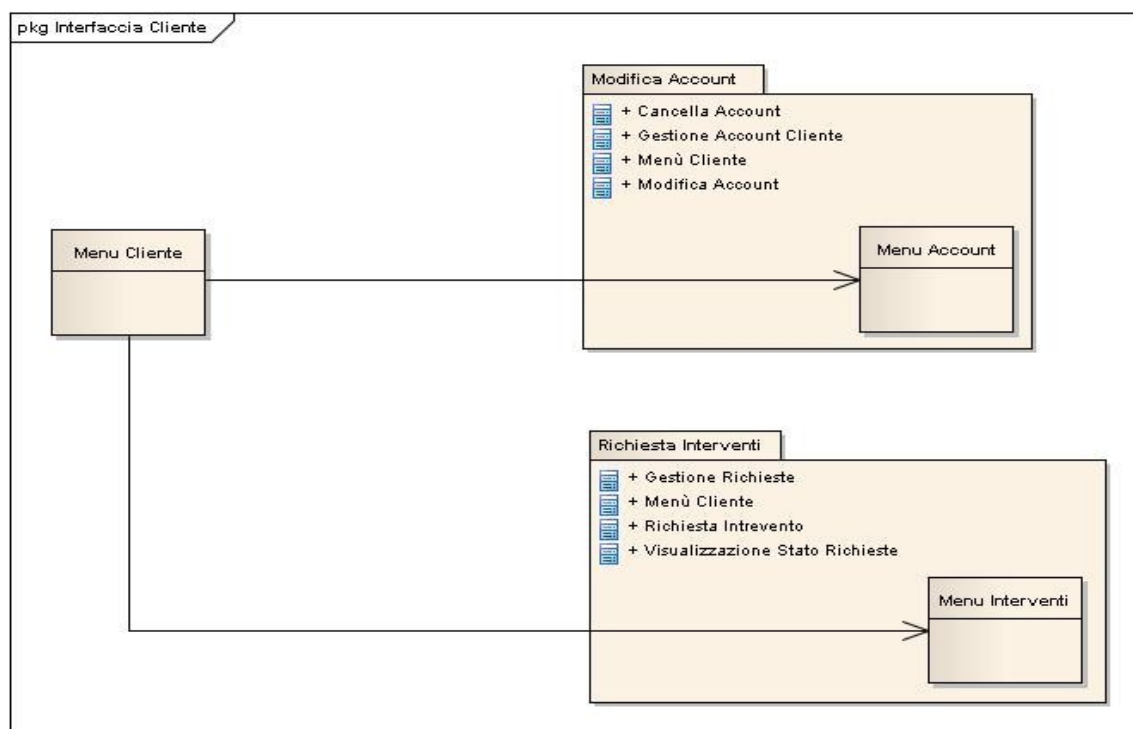 pkg Interfaccia Cliente
Modifica Account
+ Cancella Account
+ Gestione Account Cliente
+ Menù Cliente
+ Modifica Account
Menu Cliente
Menu Account
Richiesta Interventi
+ Gestione Richieste
+ Menù Cliente
+ Richiesta Intrevento
+ Visualizzazione Stato Richieste
Menu Interventi